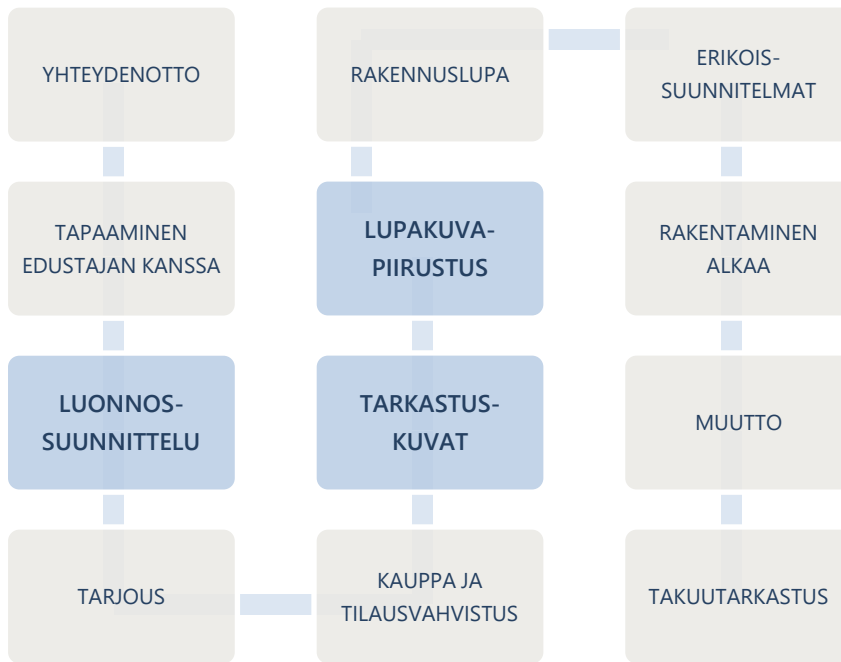 YHTEYDENOTTO
TAPAAMINEN
EDUSTAJAN KANSSA
LUONNOS-
SUUNNITTELU
TARJOUS
KAUPPA JA
TILAUSVAHVISTUS
TARKASTUS-
KUVAT
LUPAKUVA-
PIIRUSTUS
RAKENNUSLUPA
ERIKOIS-
SUUNNITELMAT
RAKENTAMINEN
ALKAA
MUUTTO
TAKUUTARKASTUS